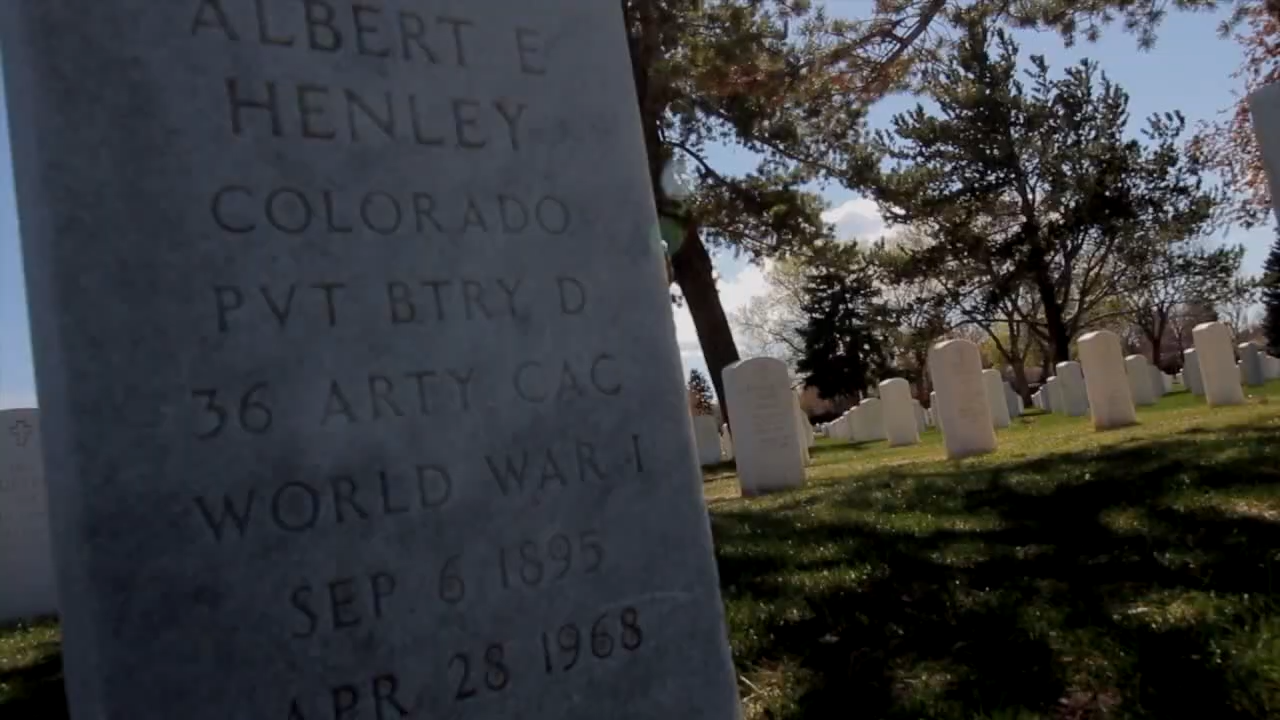 ALBERT E
HENLEY
COLORADO
PVT BTRY D
36 ARTY CAC
WORLD WAR I
SEP 6 1895
APR 28 1968